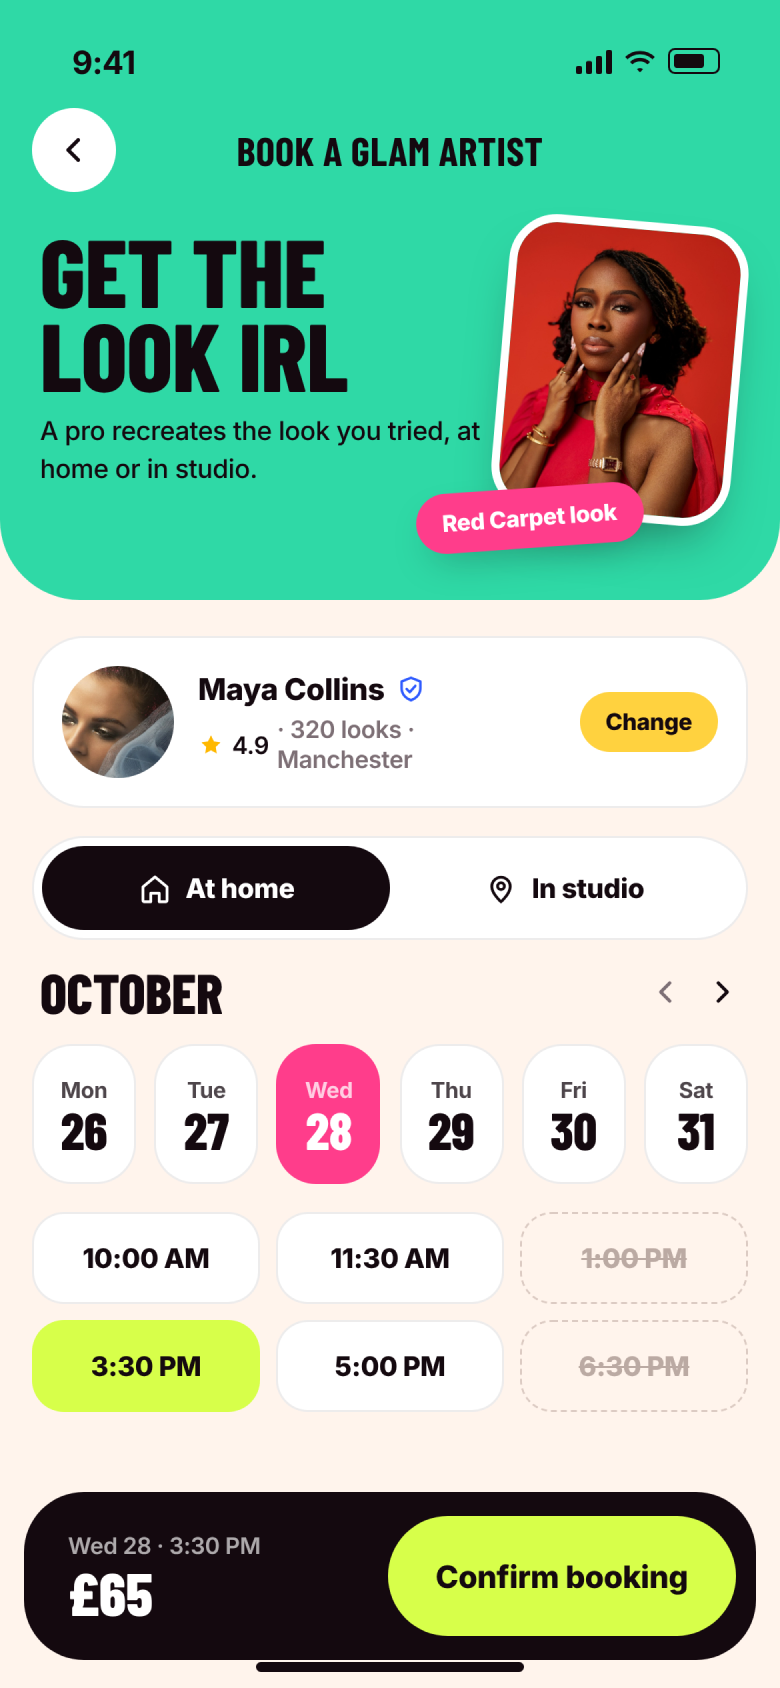 9:41
BOOK A GLAM ARTIST
GET THE
LOOK IRL
A pro recreates the look you tried, at
home or in studio.
Red Carpet look
Maya Collins
4.9 · 320 looks ·
Manchester
Change
At home
In studio
OCTOBER
Mon Tue Wed Thu Fri Sat
26 27 28 29 30 31
10:00 AM 11:30 AM 1:00 PM
3:30 PM 5:00 PM 6:30 PM
Wed 28 · 3:30 PM
£65
Confirm booking